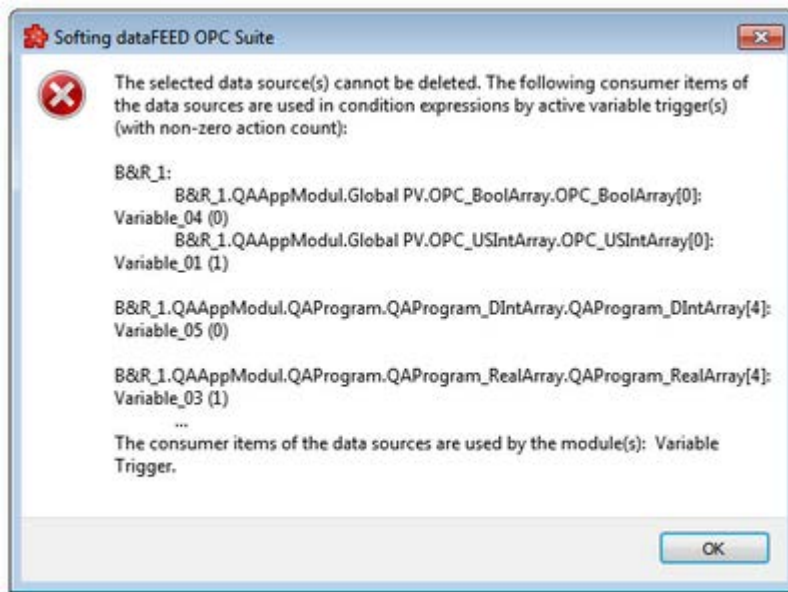 Softing dataFEED OPC Suite
The selected data source(s) cannot be deleted. The following consumer items of
the data sources are used in condition expressions by active variable trigger(s)
(with non-zero action count):
B&R_1:
B&R_1.QAAppModul.Global PV.OPC_BoolArray.OPC_BoolArray[0]:
Variable_04 (0)
B&R_1.QAAppModul.Global PV.OPC_USIntArray.OPC_USIntArray[0]:
Variable_01 (1)
B&R_1.QAAppModul.QAProgram.QAProgram_DIntArray.QAProgram_DIntArray[4]:
Variable_05 (0)
B&R_1.QAAppModul.QAProgram.QAProgram_RealArray.QAProgram_RealArray[4]:
Variable_03 (1)
...
The consumer items of the data sources are used by the module(s):  Variable
Trigger.
OK